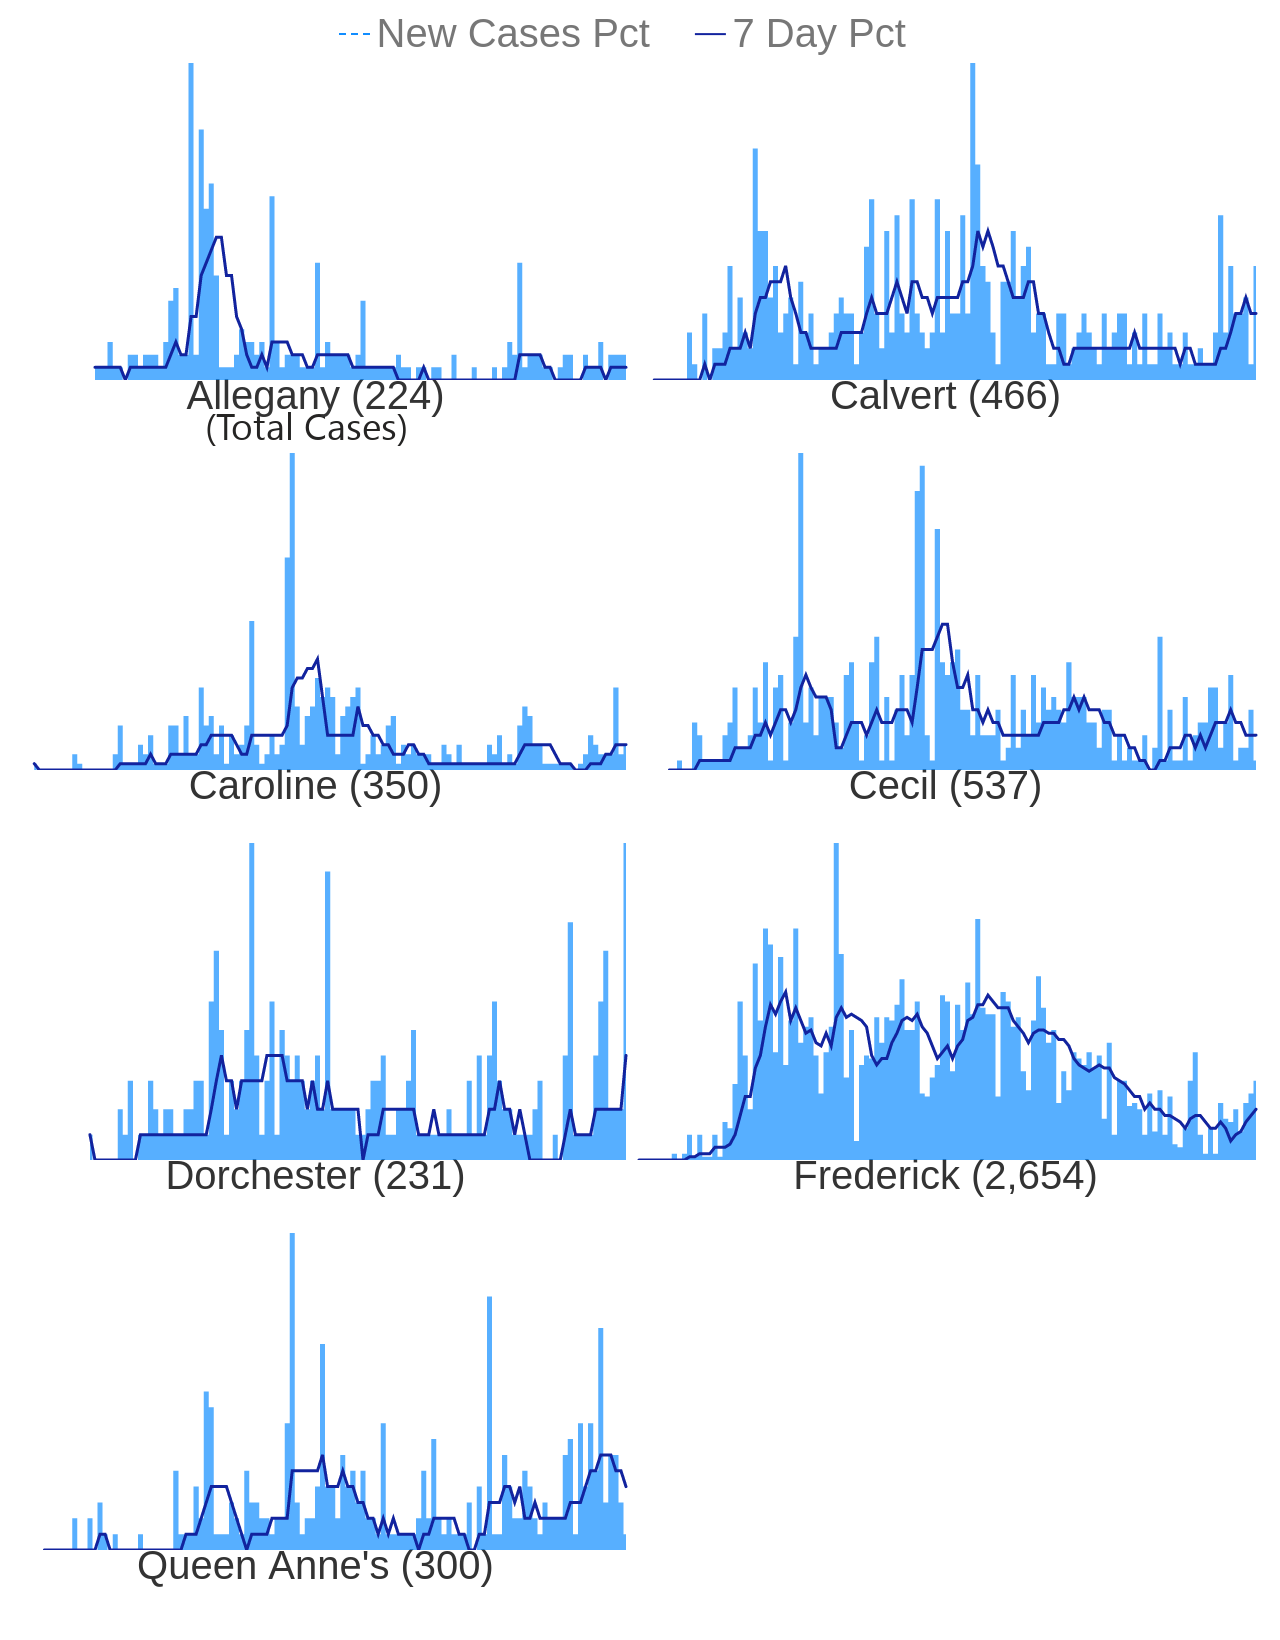 New Cases Pct 7 Day Pct
Allegany (224) Calvert (466)
(Total Cases)
Caroline (350) Cecil (537)
Dorchester (231) Frederick (2,654)
Queen Anne's (300)